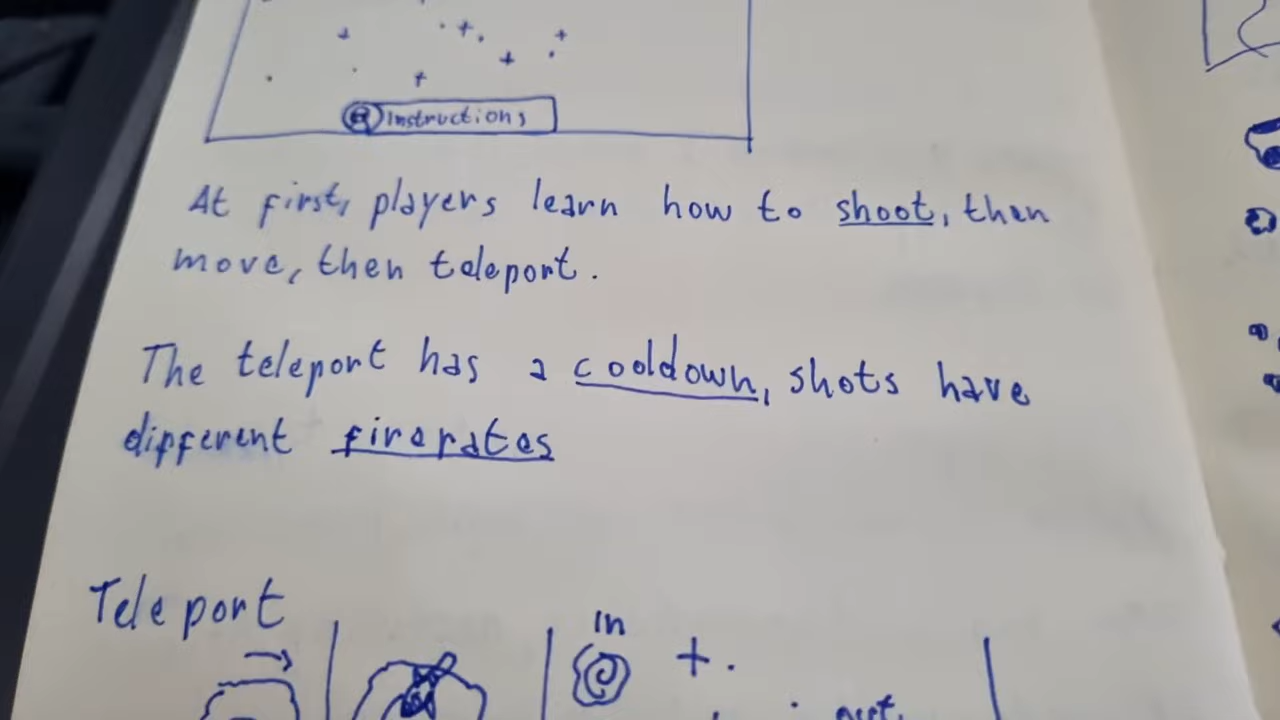 Instructions
At first, players learn how to shoot, then
move, then teleport.
The teleport has a cooldown, shots have
different firerates
Teleport
In